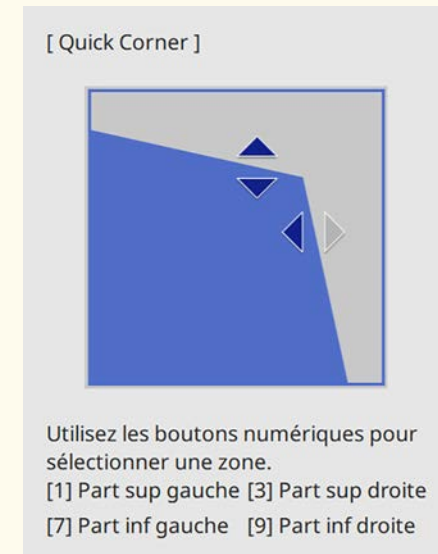 [ Quick Corner ]
Utilisez les boutons numériques pour
sélectionner une zone.
[1] Part sup gauche [3] Part sup droite
[7] Part inf gauche [9] Part inf droite